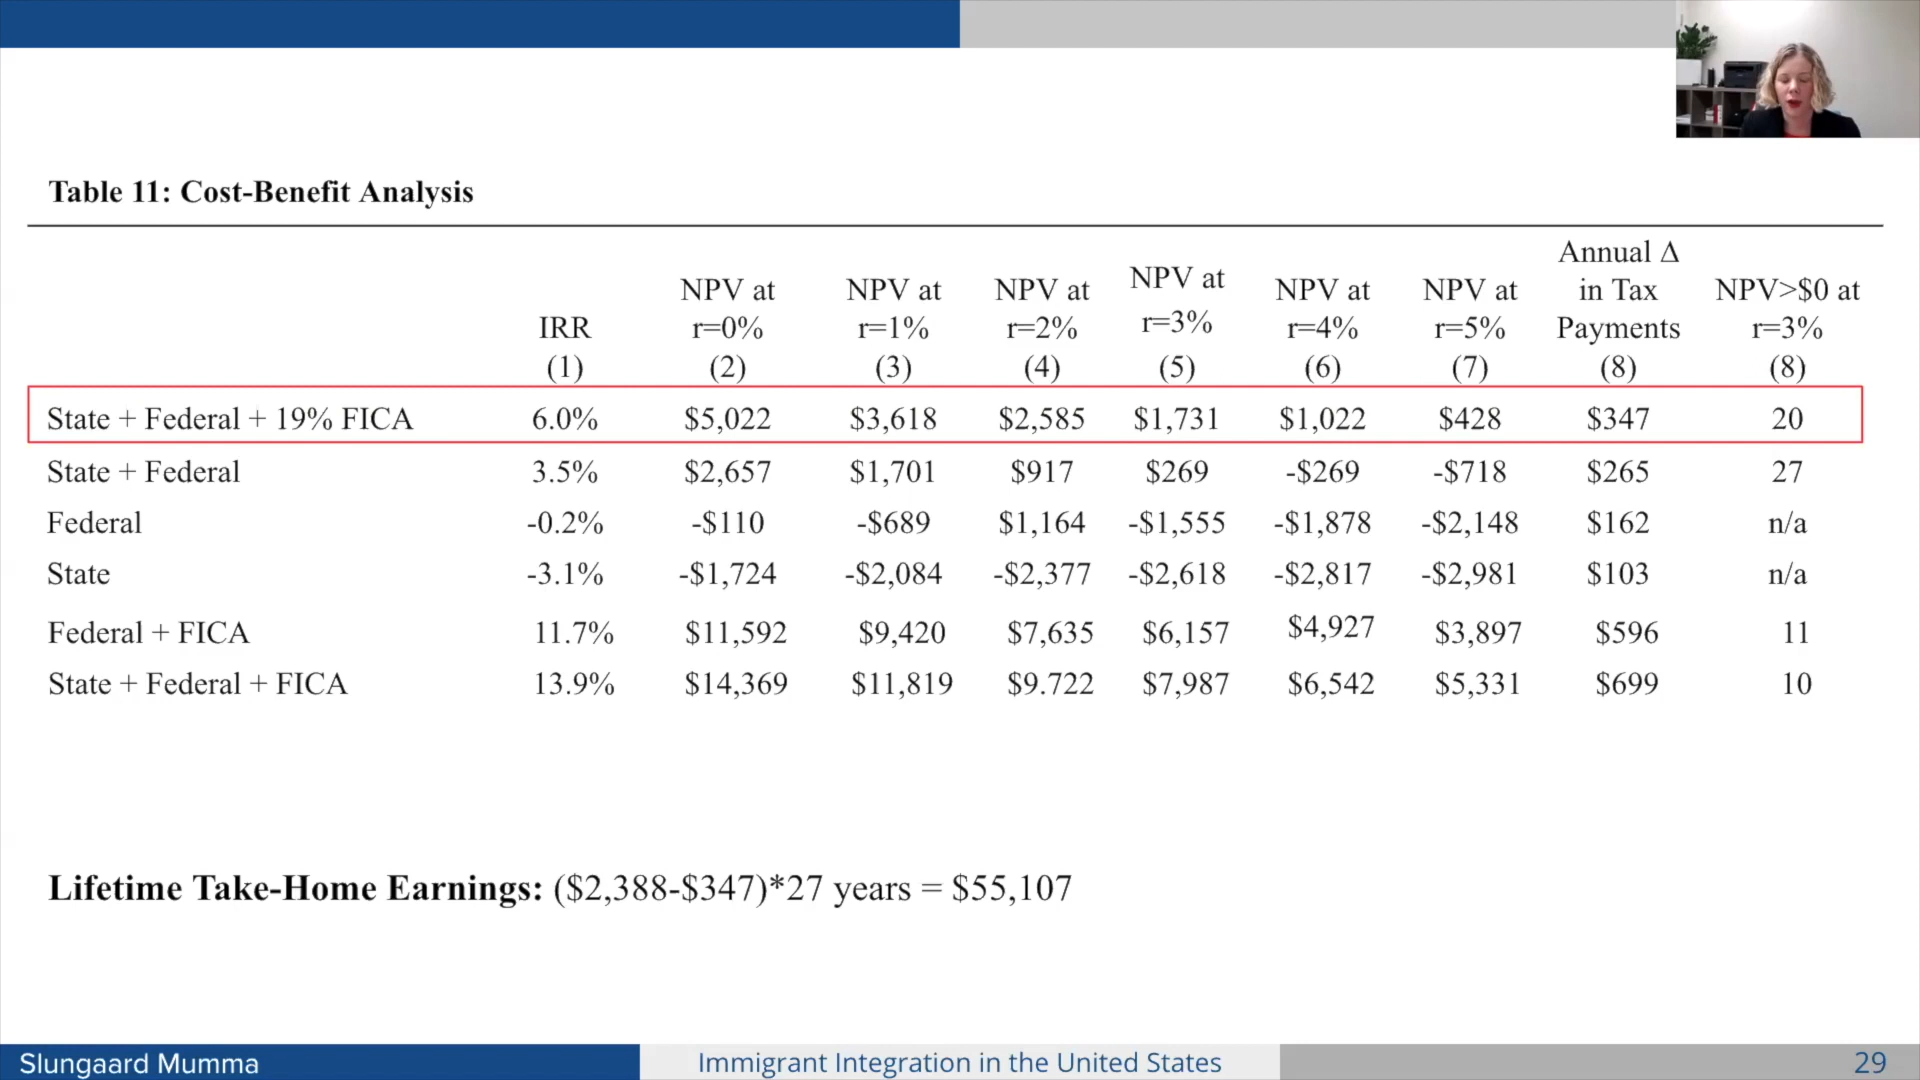 Table 11: Cost-Benefit Analysis
IRR (1) NPV at r=0% (2) NPV at r=1% (3) NPV at r=2% (4) NPV at r=3% (5) NPV at r=4% (6) NPV at r=5% (7) Annual Δ in Tax Payments (8) NPV>$0 at r=3% (8)
State + Federal + 19% FICA 6.0% $5,022 $3,618 $2,585 $1,731 $1,022 $428 $347 20
State + Federal 3.5% $2,657 $1,701 $917 $269 -$269 -$718 $265 27
Federal -0.2% -$110 -$689 $1,164 -$1,555 -$1,878 -$2,148 $162 n/a
State -3.1% -$1,724 -$2,084 -$2,377 -$2,618 -$2,817 -$2,981 $103 n/a
Federal + FICA 11.7% $11,592 $9,420 $7,635 $6,157 $4,927 $3,897 $596 11
State + Federal + FICA 13.9% $14,369 $11,819 $9.722 $7,987 $6,542 $5,331 $699 10
Lifetime Take-Home Earnings: ($2,388-$347)*27 years = $55,107
Slungaard Mumma Immigrant Integration in the United States 29